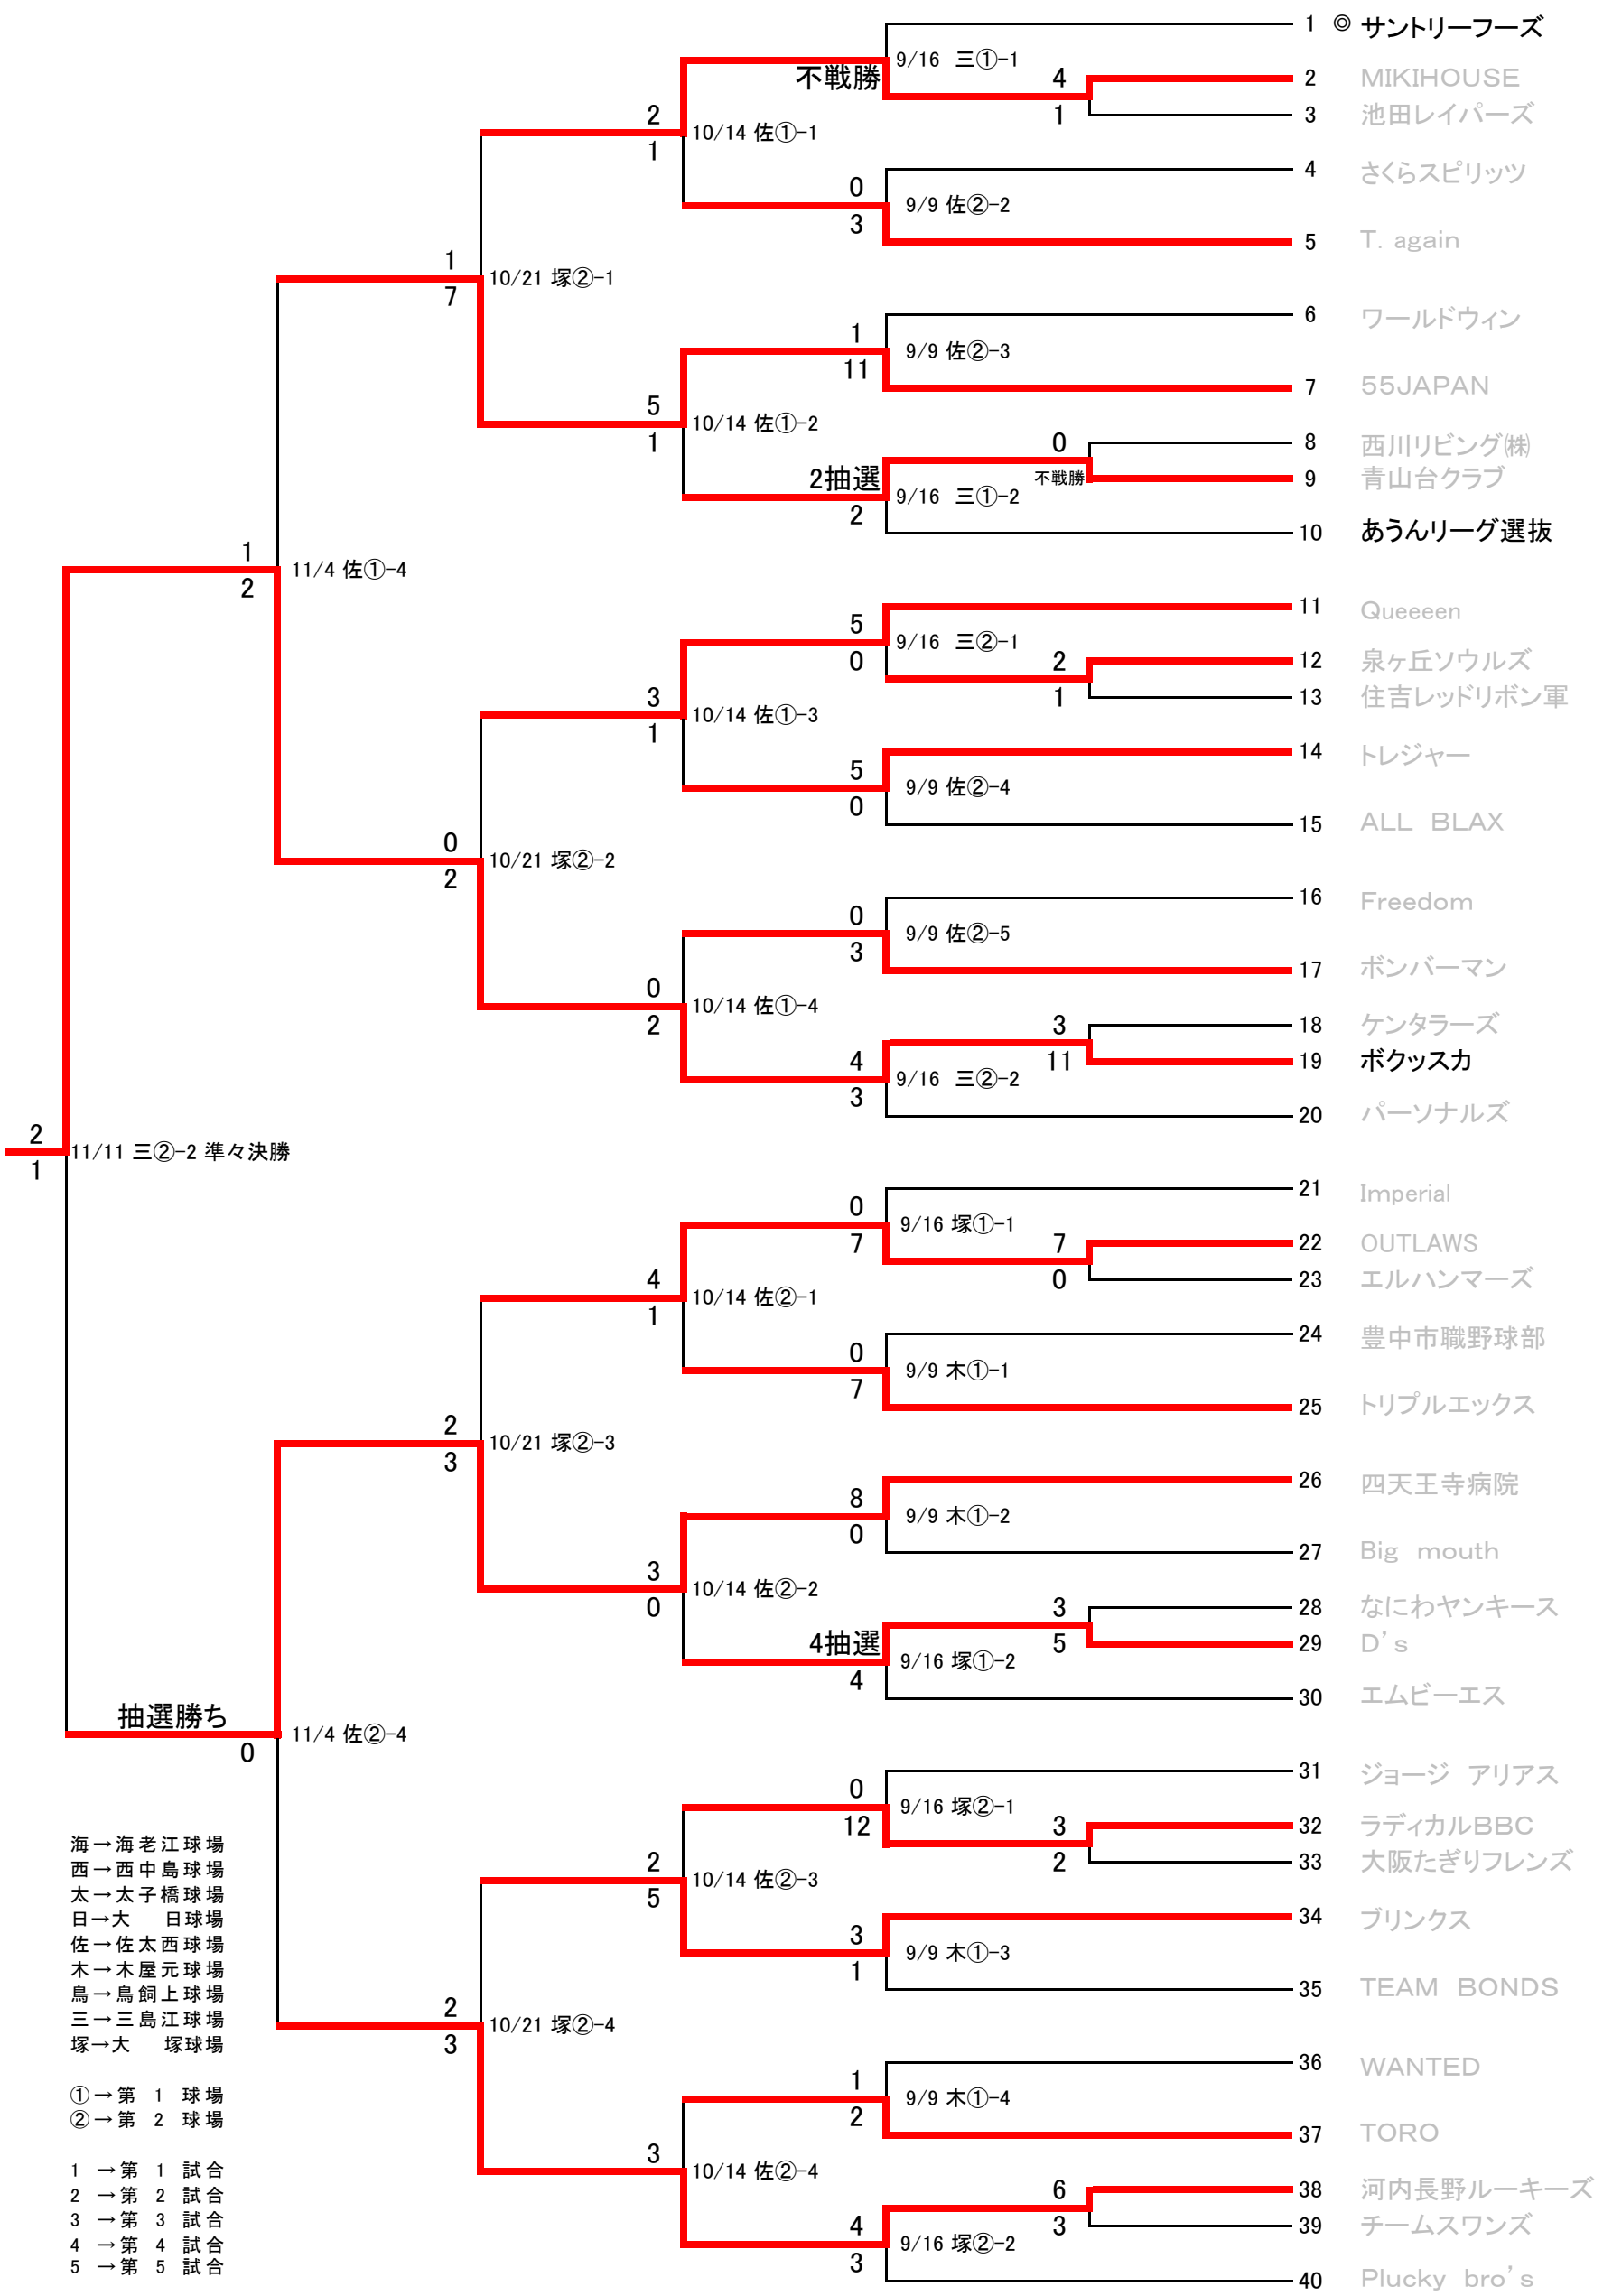 1 ◎ サントリーフーズ
9/16 三①-1
不戦勝
4
2 MIKIHOUSE
1
3 池田レイパーズ
2
10/14 佐①-1
1
4 さくらスピリッツ
0
9/9 佐②-2
3
5 T. again
1
10/21 塚②-1
7
6 ワールドウィン
1
9/9 佐②-3
11
7 55JAPAN
5
10/14 佐①-2
1
0
8 西川リビング㈱
不戦勝
9 青山台クラブ
2抽選
9/16 三①-2
2
10 あうんリーグ選抜
1
11/4 佐①-4
2
11 Queeeen
5
9/16 三②-1
0
2
12 泉ヶ丘ソウルズ
1
13 住吉レッドリボン軍
3
10/14 佐①-3
1
14 トレジャー
5
9/9 佐②-4
0
15 ALL BLAX
0
10/21 塚②-2
2
16 Freedom
0
9/9 佐②-5
3
17 ボンバーマン
0
10/14 佐①-4
2
3
18 ケンタラーズ
11
19 ボクッスカ
4
9/16 三②-2
3
20 パーソナルズ
2
11/11 三②-2 準々決勝
1
21 Imperial
0
9/16 塚①-1
7
7
22 OUTLAWS
0
23 エルハンマーズ
4
10/14 佐②-1
1
24 豊中市職野球部
0
9/9 木①-1
7
25 トリプルエックス
2
10/21 塚②-3
3
26 四天王寺病院
8
9/9 木①-2
0
27 Big mouth
3
10/14 佐②-2
0
3
28 なにわヤンキース
5
29 D's
4抽選
9/16 塚①-2
4
30 エムビーエス
抽選勝ち
11/4 佐②-4
0
31 ジョージ アリアス
0
9/16 塚②-1
12
3
32 ラディカルBBC
2
33 大阪たぎりフレンズ
2
10/14 佐②-3
5
34 ブリンクス
3
9/9 木①-3
1
35 TEAM BONDS
2
10/21 塚②-4
3
36 WANTED
1
9/9 木①-4
2
37 TORO
3
10/14 佐②-4
6
38 河内長野ルーキーズ
3
39 チームスワンズ
4
9/16 塚②-2
3
40 Plucky bro's
海→海老江球場
西→西中島球場
太→太子橋球場
日→大 日球場
佐→佐太西球場
木→木屋元球場
鳥→鳥飼上球場
三→三島江球場
塚→大 塚球場
①→第 1 球場
②→第 2 球場
1 →第 1 試合
2 →第 2 試合
3 →第 3 試合
4 →第 4 試合
5 →第 5 試合